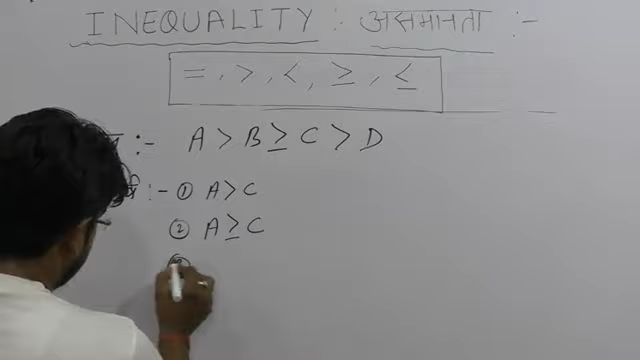 INEQUALITY : असमानता :-
= , > , < , ≥ , ≤
:- A > B ≥ C > D
:- ① A > C
② A ≥ C